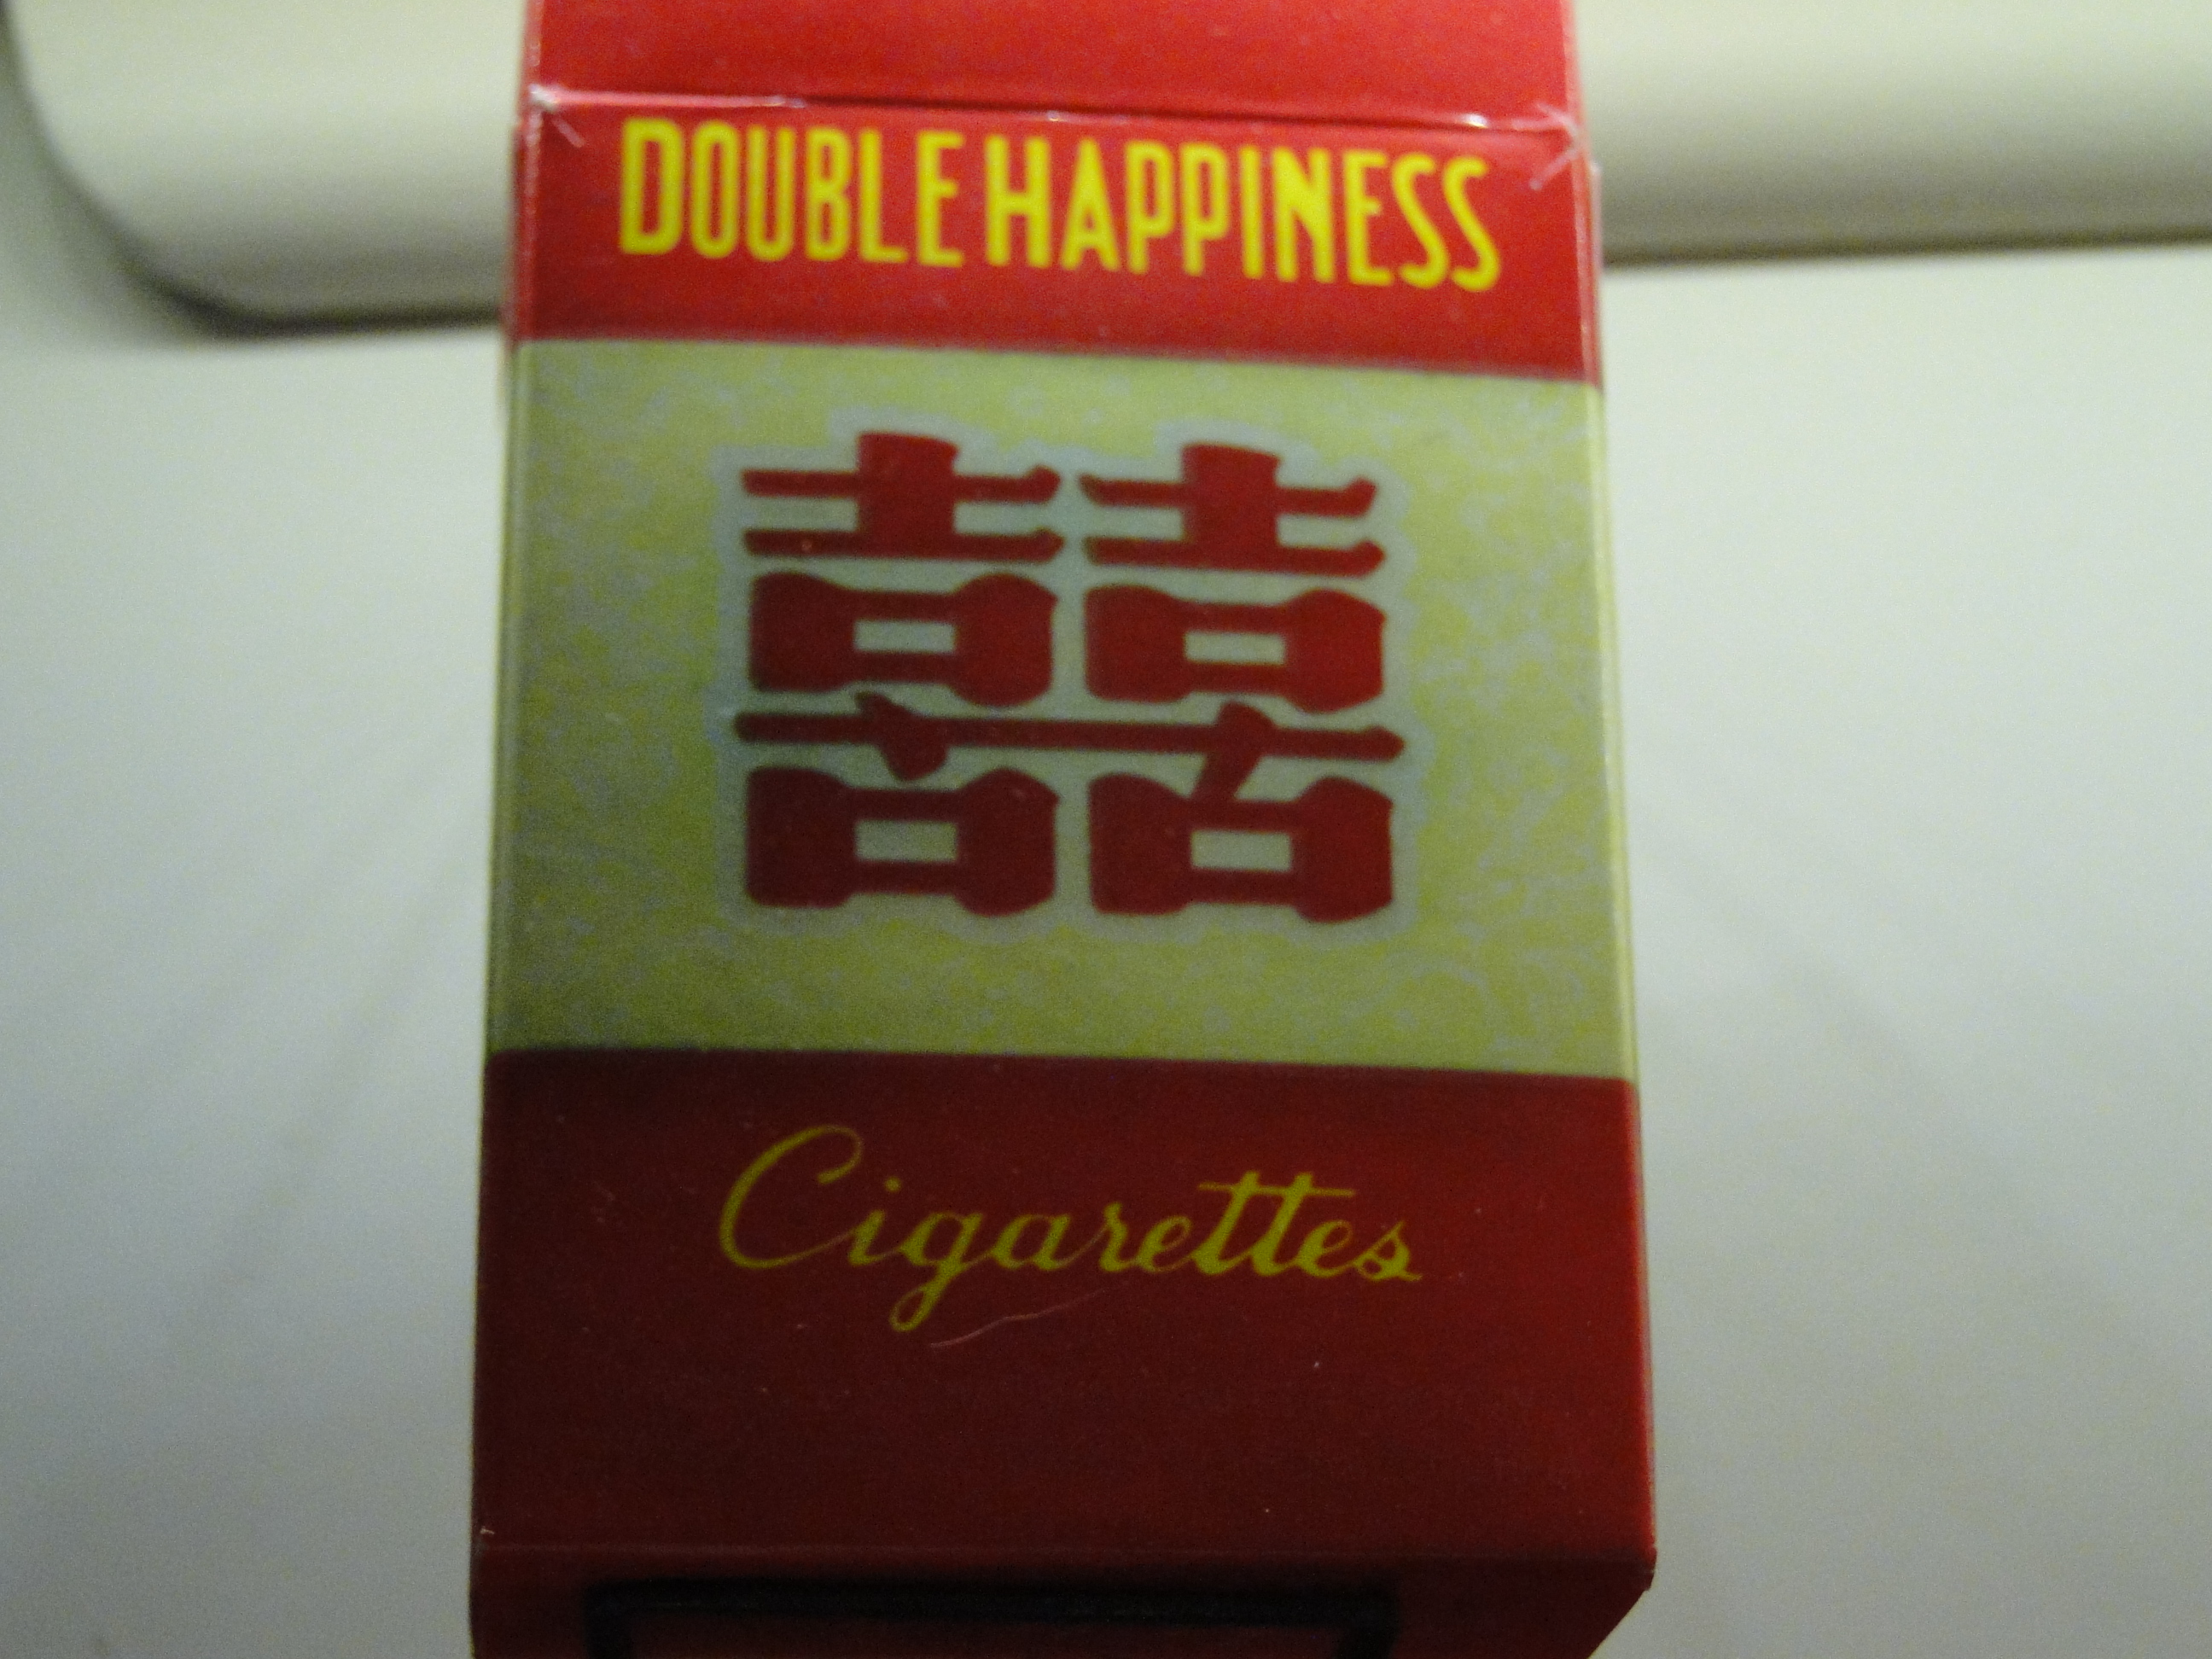 DOUBLE HAPPINESS
囍
Cigarettes